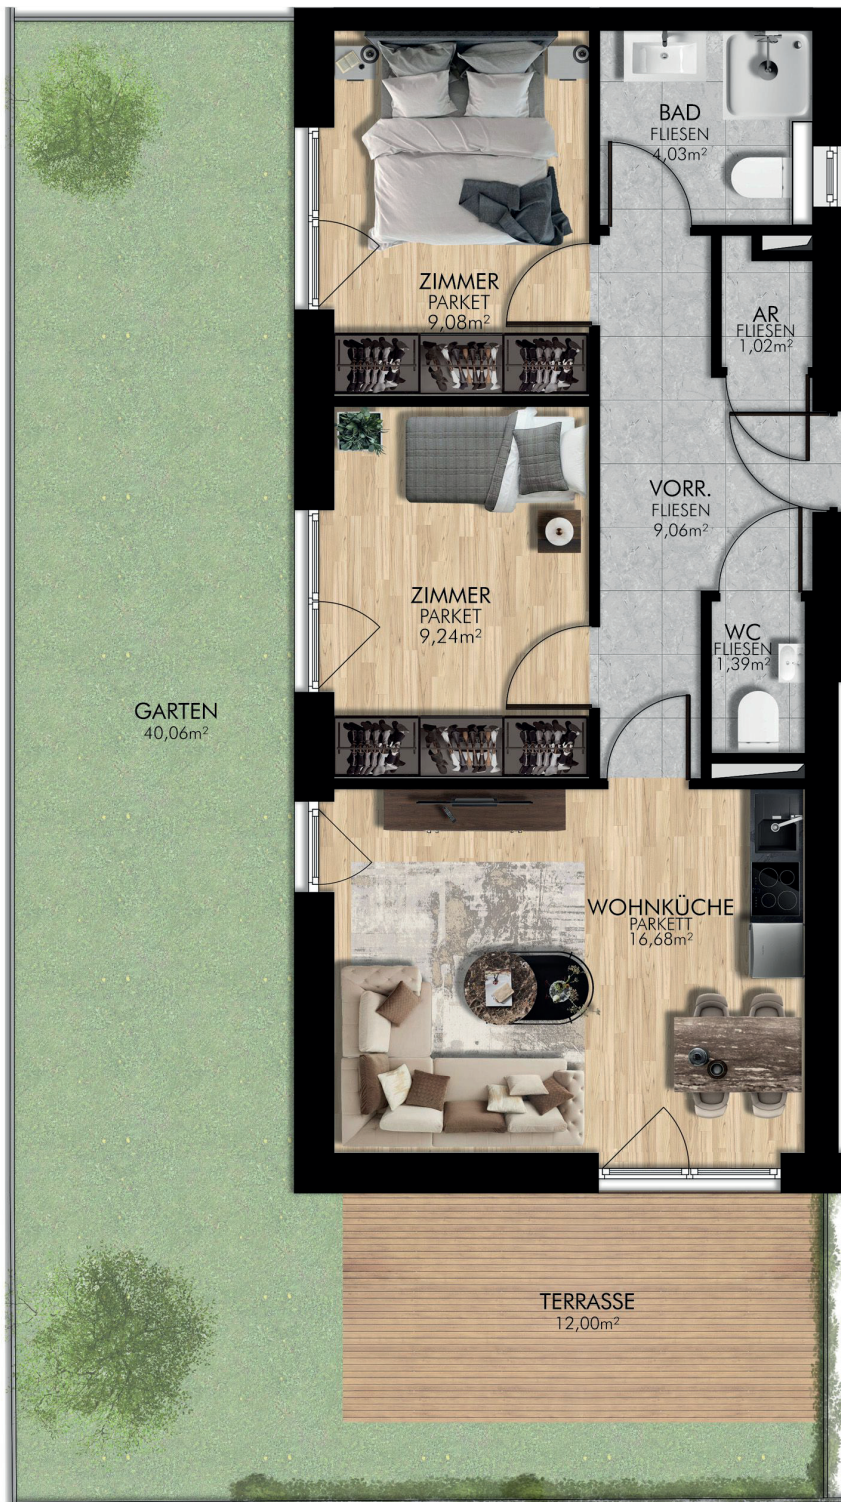 BAD
FLIESEN
4,03m²
ZIMMER
PARKET
9,08m²
AR
FLIESEN
1,02m²
VORR.
FLIESEN
9,06m²
ZIMMER
PARKET
9,24m²
WC
FLIESEN
1,39m²
GARTEN
40,06m²
WOHNKÜCHE
PARKETT
16,68m²
TERRASSE
12,00m²